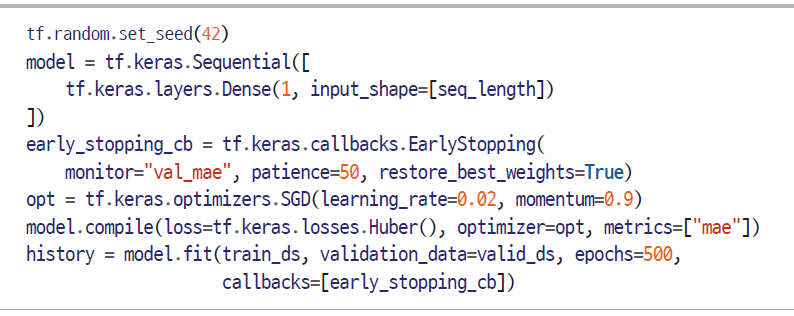 tf.random.set_seed(42)
model = tf.keras.Sequential([
    tf.keras.layers.Dense(1, input_shape=[seq_length])
])
early_stopping_cb = tf.keras.callbacks.EarlyStopping(
    monitor="val_mae", patience=50, restore_best_weights=True)
opt = tf.keras.optimizers.SGD(learning_rate=0.02, momentum=0.9)
model.compile(loss=tf.keras.losses.Huber(), optimizer=opt, metrics=["mae"])
history = model.fit(train_ds, validation_data=valid_ds, epochs=500,
                    callbacks=[early_stopping_cb])